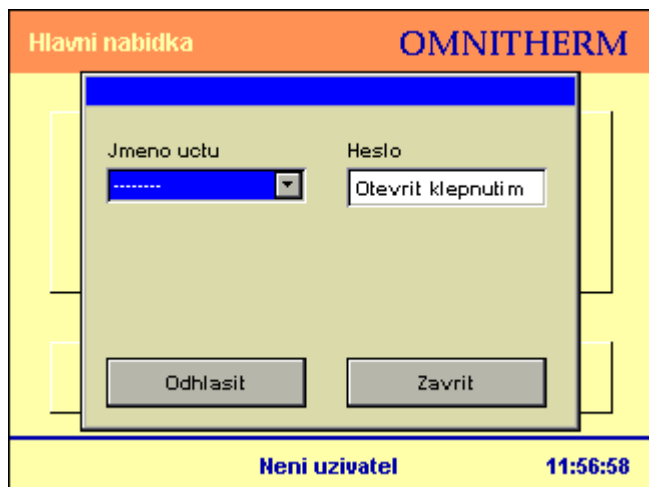 Hlavni nabidka OMNITHERM
Jmeno uctu Heslo
-------- Otevrit klepnutim
Odhlasit Zavrit
Neni uzivatel 11:56:58